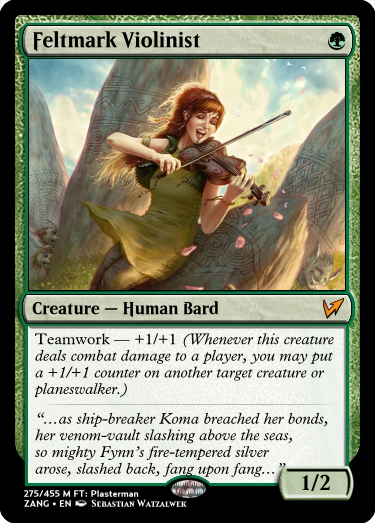 Feltmark Violinist
Creature — Human Bard
Teamwork — +1/+1 (Whenever this creature
deals combat damage to a player, you may put
a +1/+1 counter on another target creature or
planeswalker.)
“…as ship-breaker Koma breached her bonds,
her venom-vault slashing above the seas,
so mighty Fynn’s fire-tempered silver
arose, slashed back, fang upon fang…”
1/2
275/455 M FT: Plasterman
ZANG • EN Sebastian Watzalwek